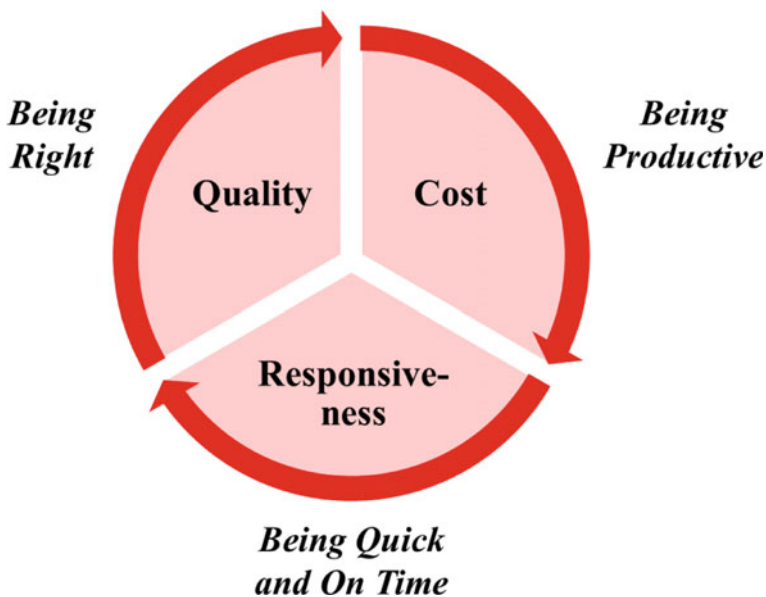 Being
Right
Quality
Cost
Being
Productive
Responsive-
ness
Being Quick
and On Time